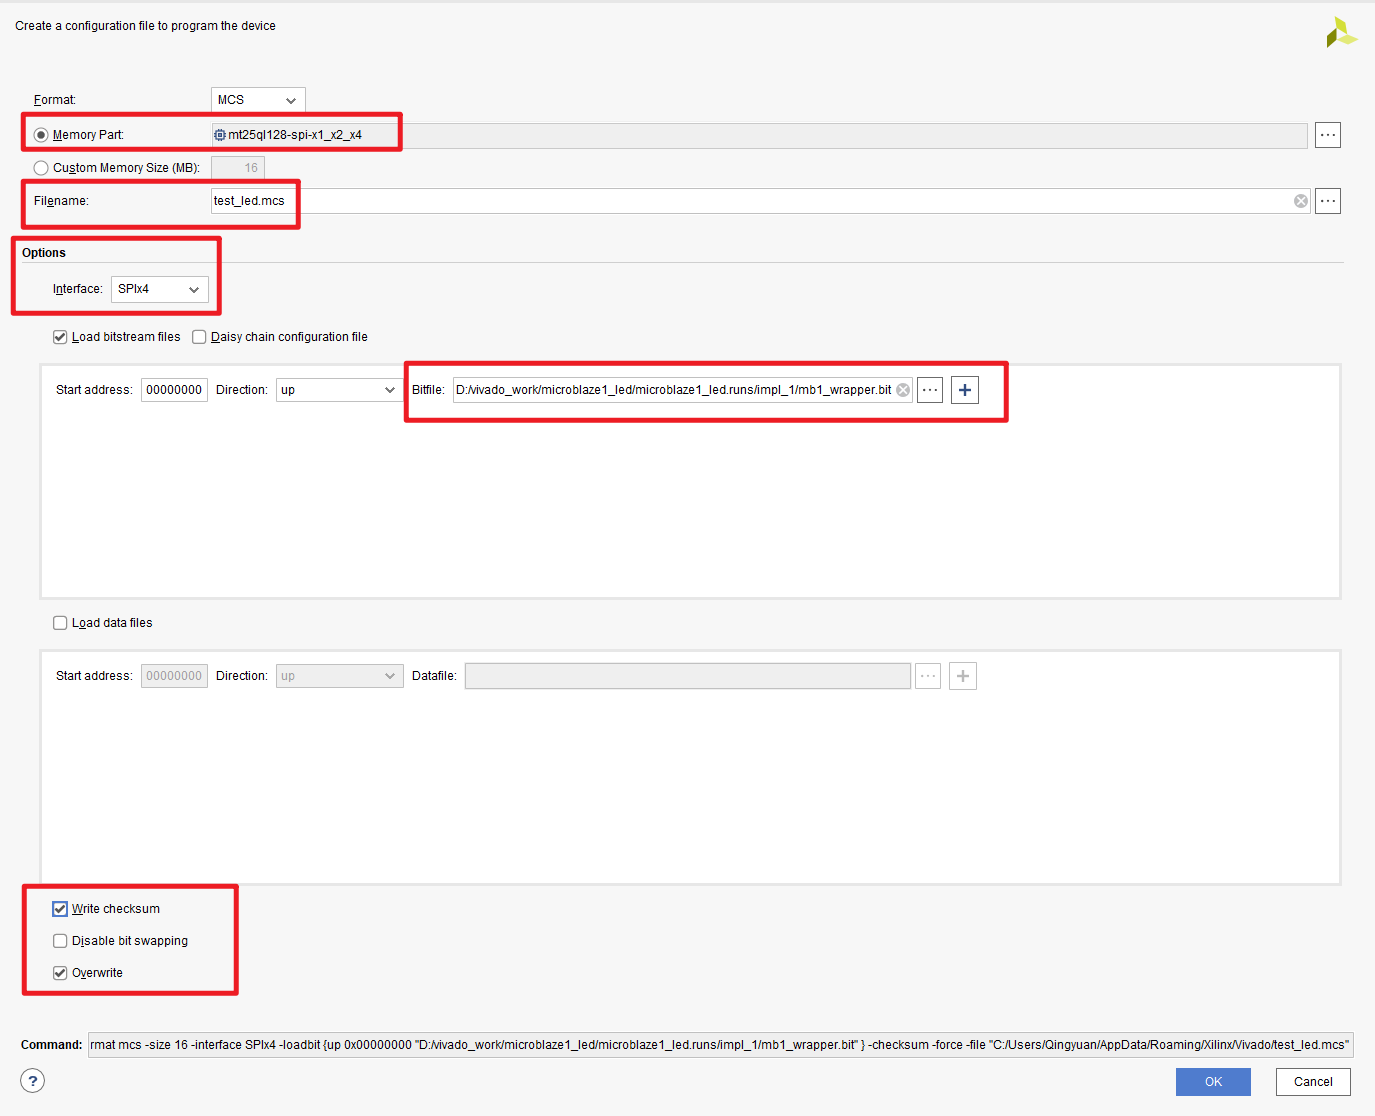 Create a configuration file to program the device
Format: MCS
Memory Part: mt25ql128-spi-x1_x2_x4 ...
Custom Memory Size (MB): 16
Filename: test_led.mcs ...
Options
Interface: SPIx4
Load bitstream files Daisy chain configuration file
Start address: 00000000 Direction: up Bitfile: D:/vivado_work/microblaze1_led/microblaze1_led.runs/impl_1/mb1_wrapper.bit ... +
Load data files
Start address: 00000000 Direction: up Datafile: ... +
Write checksum
Disable bit swapping
Overwrite
Command: rmat mcs -size 16 -interface SPIx4 -loadbit {up 0x00000000 "D:/vivado_work/microblaze1_led/microblaze1_led.runs/impl_1/mb1_wrapper.bit" } -checksum -force -file "C:/Users/Qingyuan/AppData/Roaming/Xilinx/Vivado/test_led.mcs"
? OK Cancel